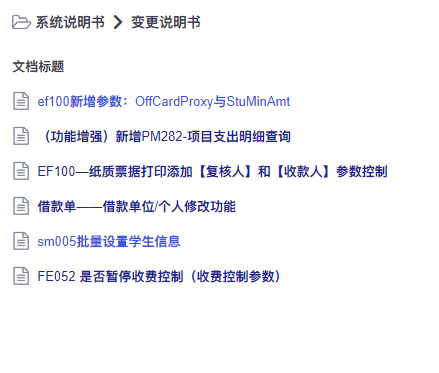 系统说明书 > 变更说明书
文档标题
ef100新增参数：OffCardProxy与StuMinAmt
（功能增强）新增PM282-项目支出明细查询
EF100—纸质票据打印添加【复核人】和【收款人】参数控制
借款单——借款单位/个人修改功能
sm005批量设置学生信息
FE052 是否暂停收费控制（收费控制参数）